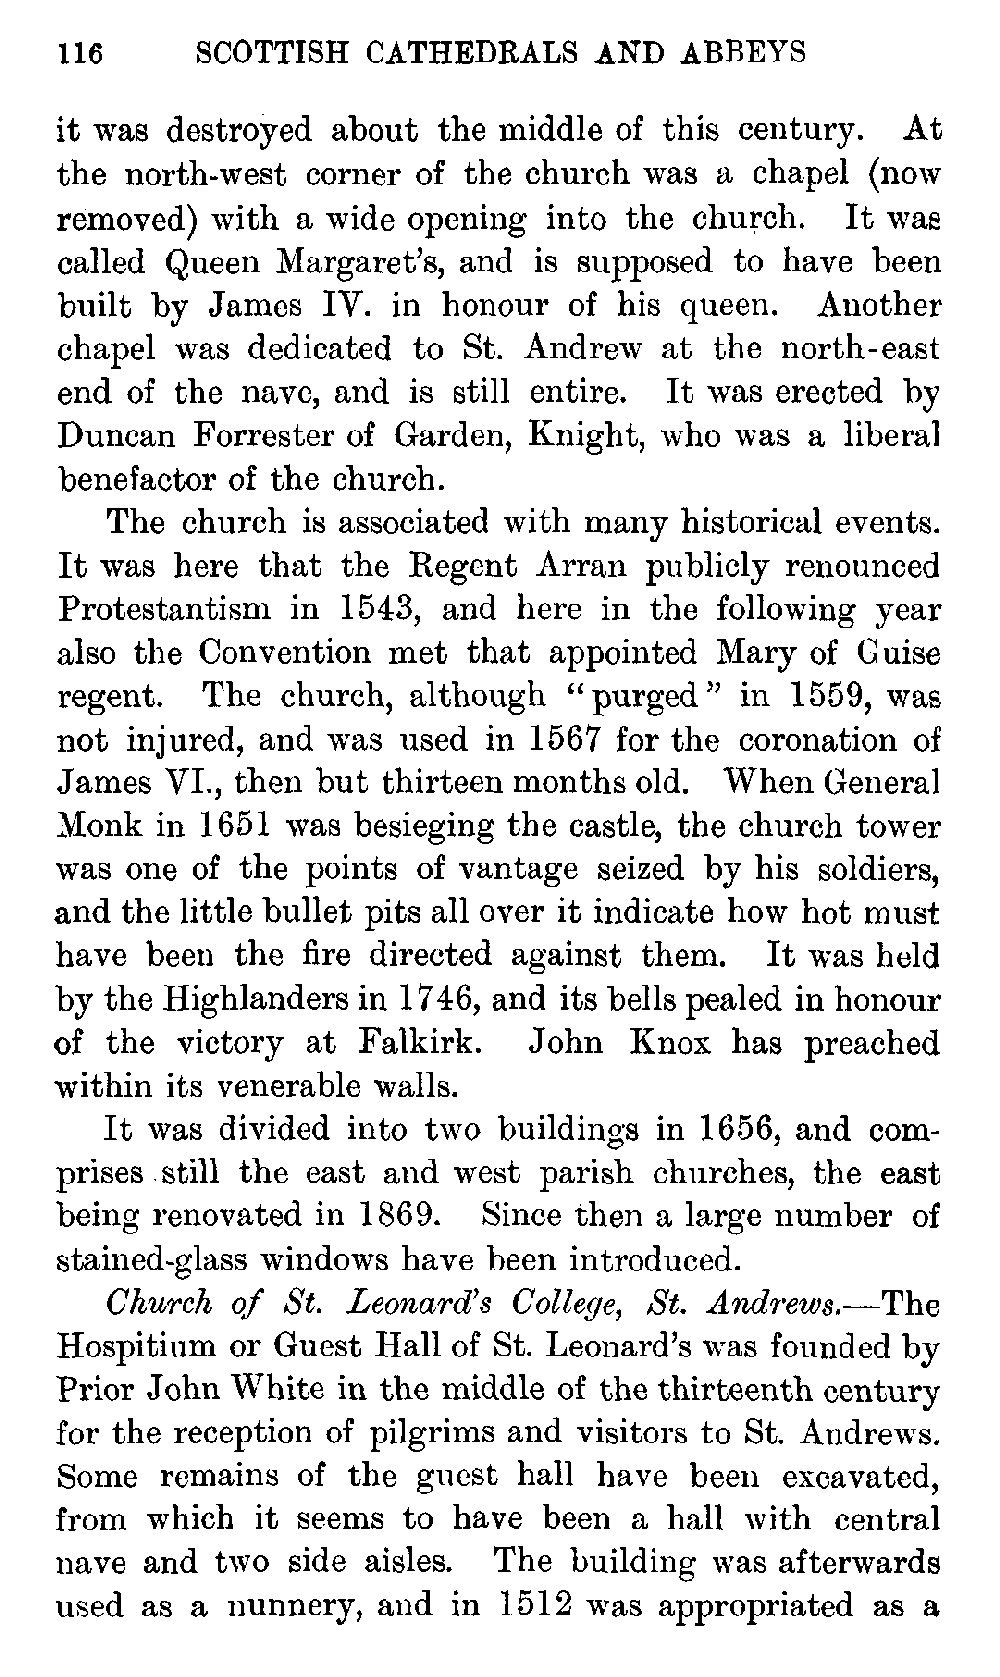 116 SCOTTISH CATHEDRALS AND ABBEYS
it was destroyed about the middle of this century. At
the north-west corner of the church was a chapel (now
removed) with a wide opening into the church. It was
called Queen Margaret's, and is supposed to have been
built by James IV. in honour of his queen. Another
chapel was dedicated to St. Andrew at the north-east
end of the nave, and is still entire. It was erected by
Duncan Forrester of Garden, Knight, who was a liberal
benefactor of the church.
The church is associated with many historical events.
It was here that the Regent Arran publicly renounced
Protestantism in 1543, and here in the following year
also the Convention met that appointed Mary of Guise
regent. The church, although "purged" in 1559, was
not injured, and was used in 1567 for the coronation of
James VI., then but thirteen months old. When General
Monk in 1651 was besieging the castle, the church tower
was one of the points of vantage seized by his soldiers,
and the little bullet pits all over it indicate how hot must
have been the fire directed against them. It was held
by the Highlanders in 1746, and its bells pealed in honour
of the victory at Falkirk. John Knox has preached
within its venerable walls.
It was divided into two buildings in 1656, and com-
prises still the east and west parish churches, the east
being renovated in 1869. Since then a large number of
stained-glass windows have been introduced.
Church of St. Leonard's College, St. Andrews.—The
Hospitium or Guest Hall of St. Leonard's was founded by
Prior John White in the middle of the thirteenth century
for the reception of pilgrims and visitors to St. Andrews.
Some remains of the guest hall have been excavated,
from which it seems to have been a hall with central
nave and two side aisles. The building was afterwards
used as a nunnery, and in 1512 was appropriated as a